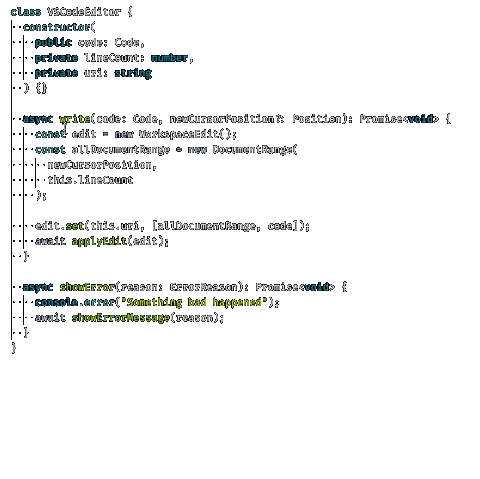 class VSCodeEditor {
constructor(
public code: Code,
private lineCount: number,
private uri: string
) {}
async write(code: Code, newCursorPosition?: Position): Promise<void> {
const edit = new WorkspaceEdit();
const allDocumentRange = new DocumentRange(
newCursorPosition,
this.lineCount
);
edit.set(this.uri, [allDocumentRange, code]);
await applyEdit(edit);
}
async showError(reason: ErrorReason): Promise<void> {
console.error("Something bad happened");
await showErrorMessage(reason);
}
}